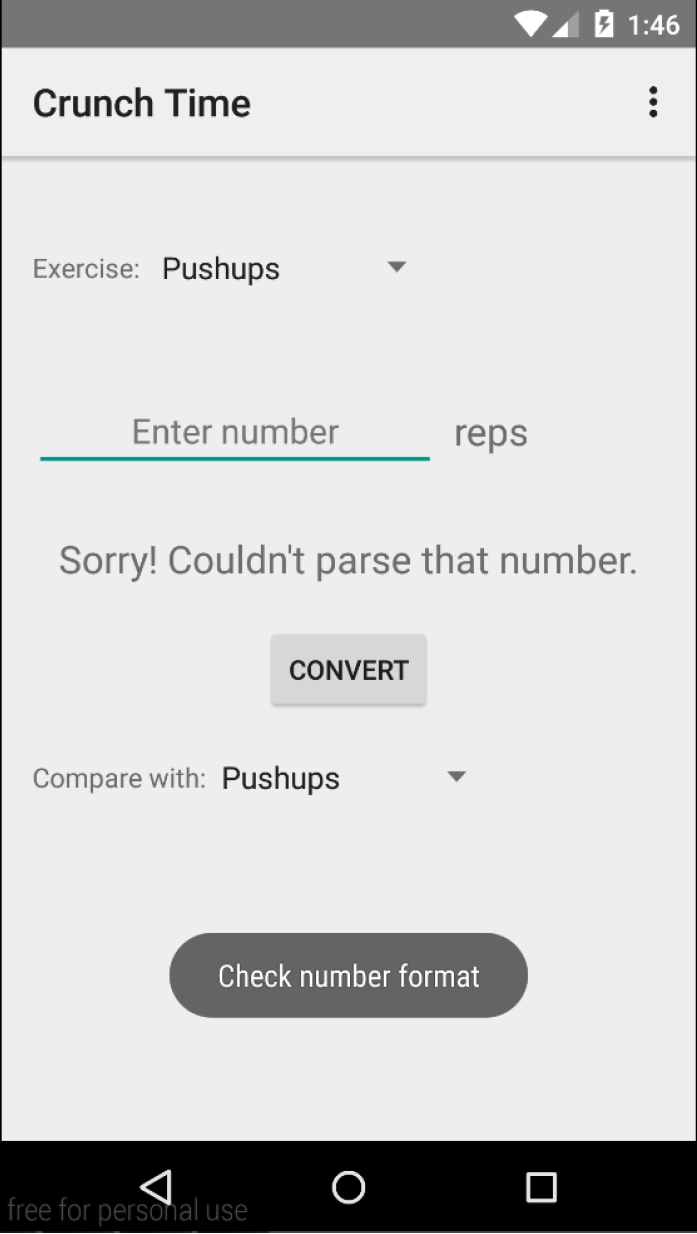 1:46
Crunch Time
Exercise: Pushups
Enter number reps
Sorry! Couldn't parse that number.
CONVERT
Compare with: Pushups
Check number format
free for personal use